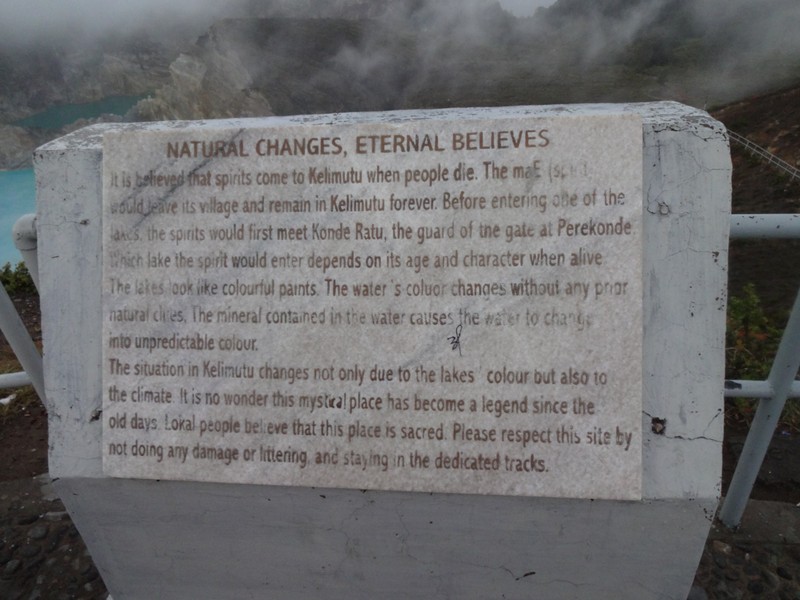 NATURAL CHANGES, ETERNAL BELIEVES
It is believed that spirits come to Kelimutu when people die. The maE (spirit)
would leave its village and remain in Kelimutu forever. Before entering one of the
lakes, the spirits would first meet Konde Ratu, the guard of the gate at Perekonde.
Which lake the spirit would enter depends on its age and character when alive.
The lakes look like colourful paints. The water's coluor changes without any prior
natural clues. The mineral contained in the water causes the water to change
into unpredictable colour.
The situation in Kelimutu changes not only due to the lakes' colour but also to
the climate. It is no wonder this mystical place has become a legend since the
old days. Lokal people believe that this place is sacred. Please respect this site by
not doing any damage or littering, and staying in the dedicated tracks.